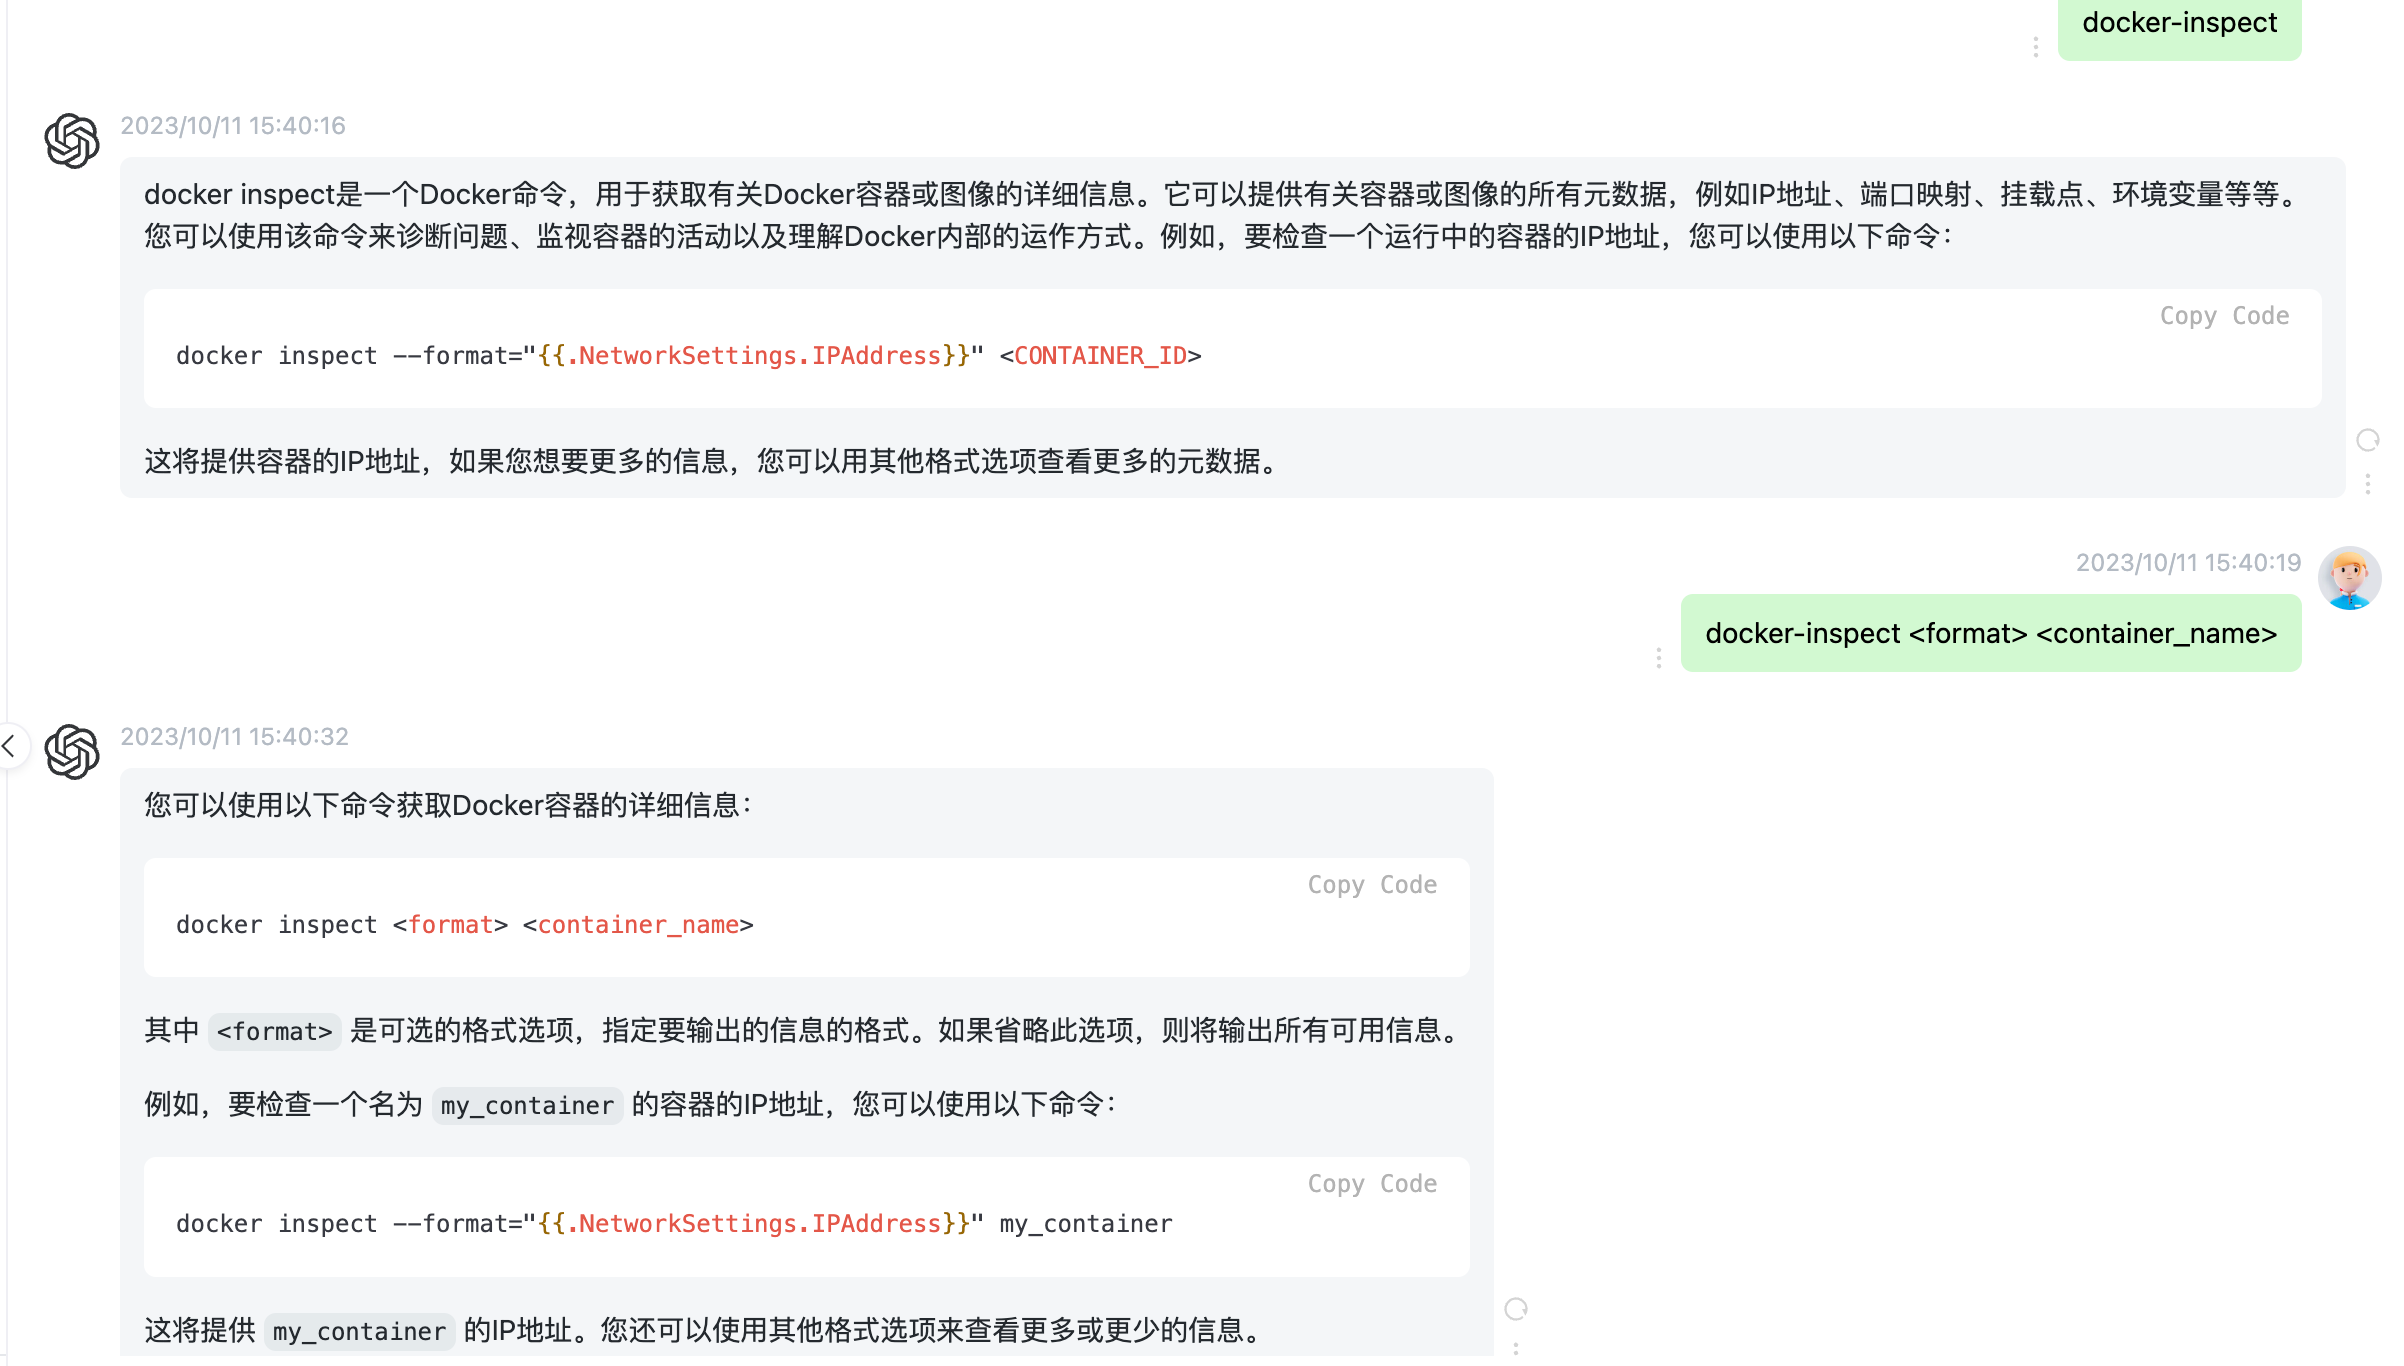 docker-inspect
2023/10/11 15:40:16
docker inspect是一个Docker命令，用于获取有关Docker容器或图像的详细信息。它可以提供有关容器或图像的所有元数据，例如IP地址、端口映射、挂载点、环境变量等等。
您可以使用该命令来诊断问题、监视容器的活动以及理解Docker内部的运作方式。例如，要检查一个运行中的容器的IP地址，您可以使用以下命令：
Copy Code
docker inspect --format="{{.NetworkSettings.IPAddress}}" <CONTAINER_ID>
这将提供容器的IP地址，如果您想要更多的信息，您可以用其他格式选项查看更多的元数据。
2023/10/11 15:40:19
docker-inspect <format> <container_name>
2023/10/11 15:40:32
您可以使用以下命令获取Docker容器的详细信息：
Copy Code
docker inspect <format> <container_name>
其中 <format> 是可选的格式选项，指定要输出的信息的格式。如果省略此选项，则将输出所有可用信息。
例如，要检查一个名为 my_container 的容器的IP地址，您可以使用以下命令：
Copy Code
docker inspect --format="{{.NetworkSettings.IPAddress}}" my_container
这将提供 my_container 的IP地址。您还可以使用其他格式选项来查看更多或更少的信息。